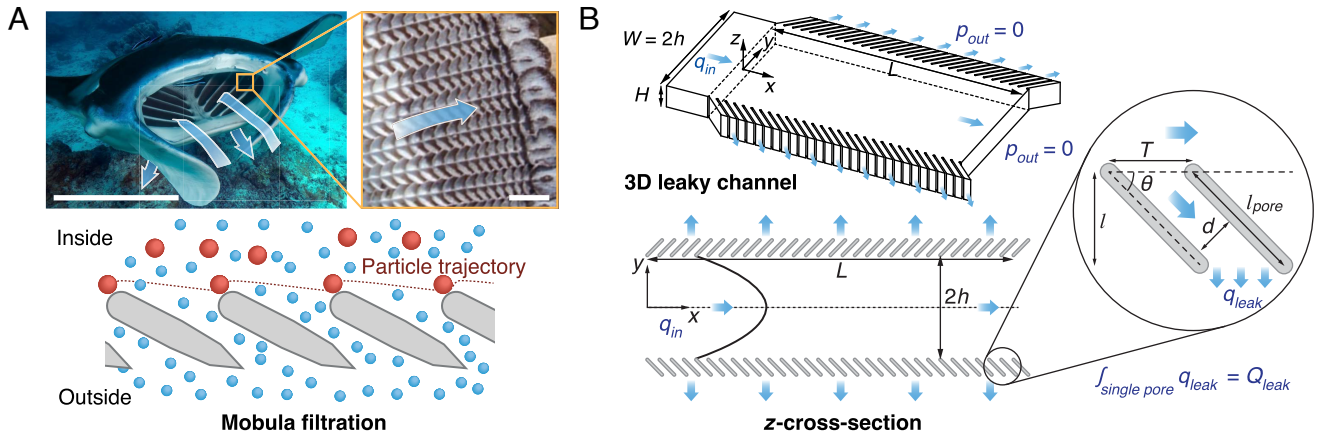 A
Inside
Particle trajectory
Outside
Mobula filtration
B
W = 2h
H
q_in
z
y
x
L
p_out = 0
p_out = 0
3D leaky channel
y
x
q_in
L
2h
z-cross-section
T
θ
l
l_pore
d
q_leak
∫_single pore q_leak = Q_leak